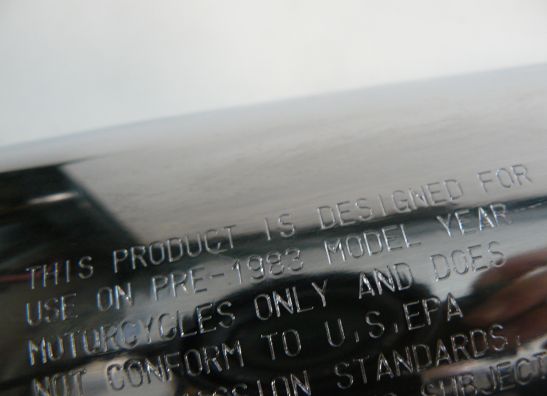 THIS PRODUCT IS DESIGNED FOR
USE ON PRE-1983 MODEL YEAR
MOTORCYCLES ONLY AND DOES
NOT CONFORM TO U.S.EPA
STANDARDS.
SUBJECT